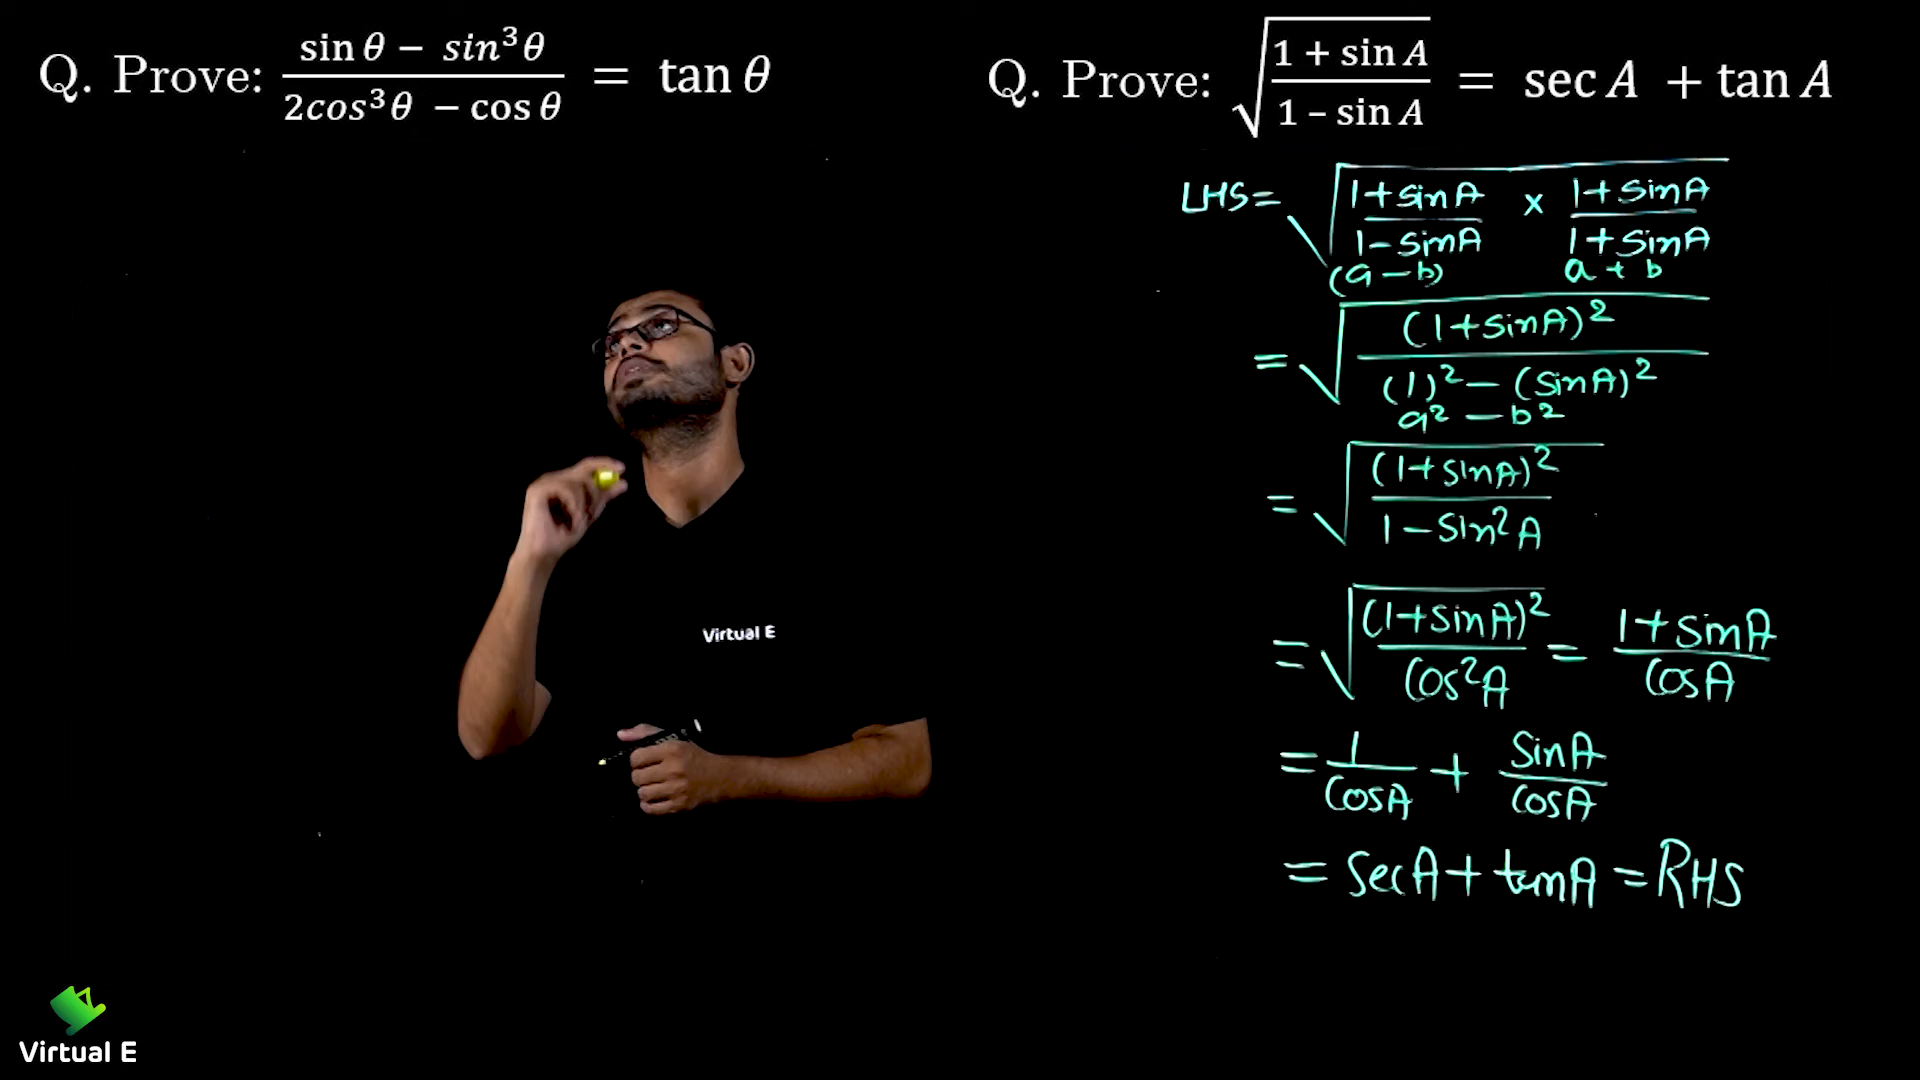 Q. Prove: (sin θ − sin³θ)/(2cos³θ − cos θ) = tan θ
Q. Prove: √((1 + sin A)/(1 – sin A)) = sec A + tan A
LHS = √((1+sinA)/(1−sinA) × (1+sinA)/(1+sinA))
(a − b) a + b
= √((1+sinA)²/((1)² − (sinA)²))
a² − b²
= √((1+sinA)²/(1 − sin²A))
= √((1+sinA)²/Cos²A) = (1+sinA)/CosA
= 1/CosA + SinA/CosA
= SecA + tanA = RHS
Virtual E
Virtual E